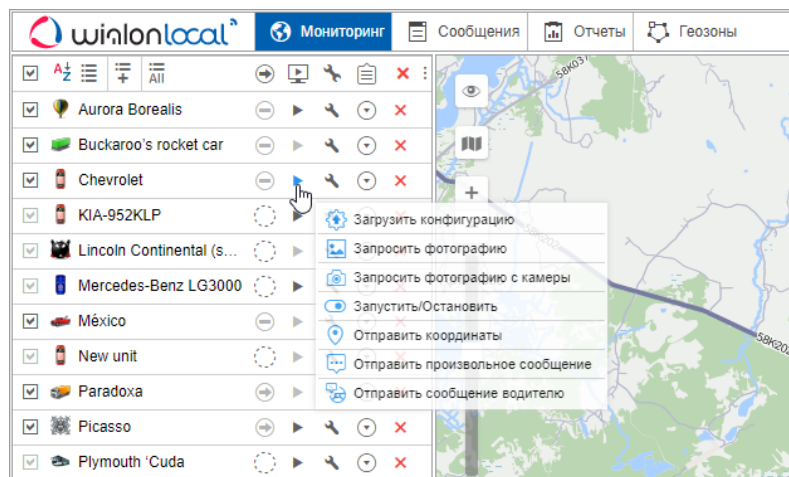 wialon local
Мониторинг
Сообщения
Отчеты
Геозоны
A Z
All
Aurora Borealis
Buckaroo's rocket car
Chevrolet
KIA-952KLP
Lincoln Continental (s...
Mercedes-Benz LG3000
México
New unit
Paradoxa
Picasso
Plymouth 'Cuda
Загрузить конфигурацию
Запросить фотографию
Запросить фотографию с камеры
Запустить/Остановить
Отправить координаты
Отправить произвольное сообщение
Отправить сообщение водителю
58K202